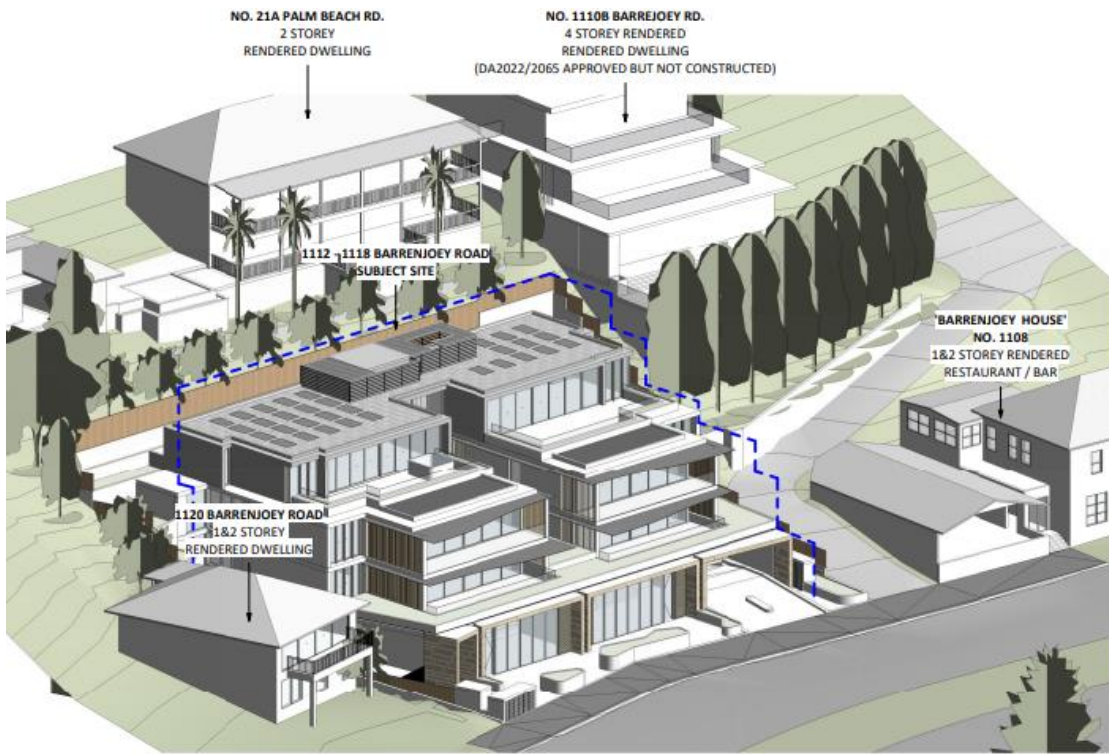 NO. 21A PALM BEACH RD.
2 STOREY
RENDERED DWELLING
NO. 1110B BARREJOEY RD.
4 STOREY RENDERED
RENDERED DWELLING
(DA2022/2065 APPROVED BUT NOT CONSTRUCTED)
1112 - 1118 BARRENJOEY ROAD
SUBJECT SITE
'BARRENJOEY HOUSE'
NO. 1108
1&2 STOREY RENDERED
RESTAURANT / BAR
1120 BARRENJOEY ROAD
1&2 STOREY
RENDERED DWELLING